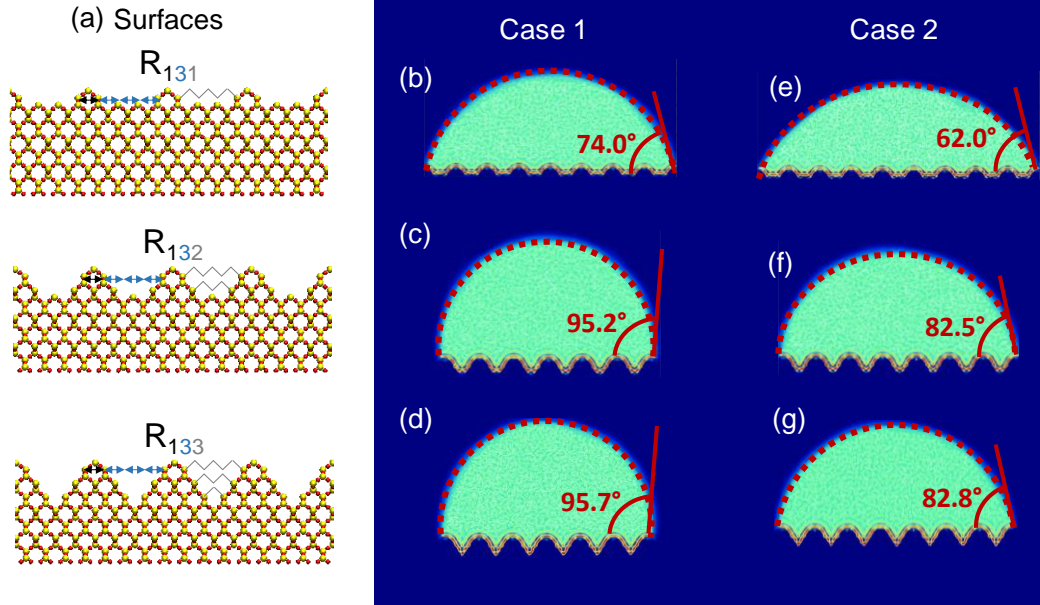 (a) Surfaces
R131
R132
R133
Case 1
Case 2
(b)
74.0°
(e)
62.0°
(c)
95.2°
(f)
82.5°
(d)
95.7°
(g)
82.8°